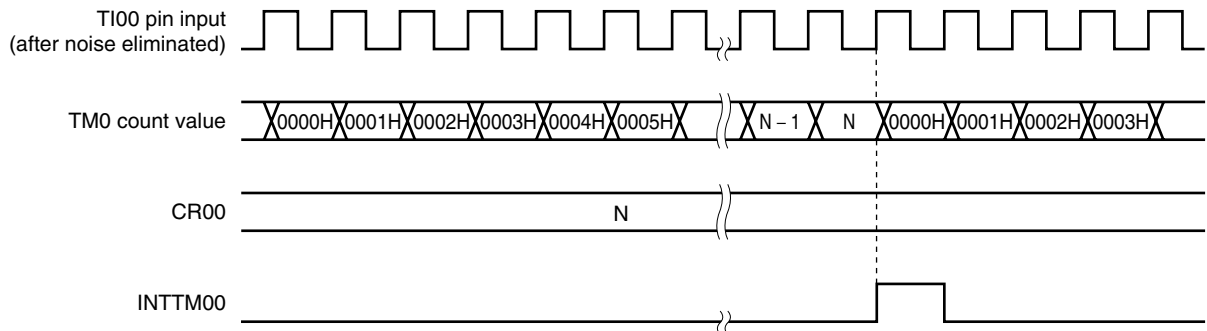 TI00 pin input
(after noise eliminated)
TM0 count value
0000H 0001H 0002H 0003H 0004H 0005H N – 1 N 0000H 0001H 0002H 0003H
CR00
N
INTTM00